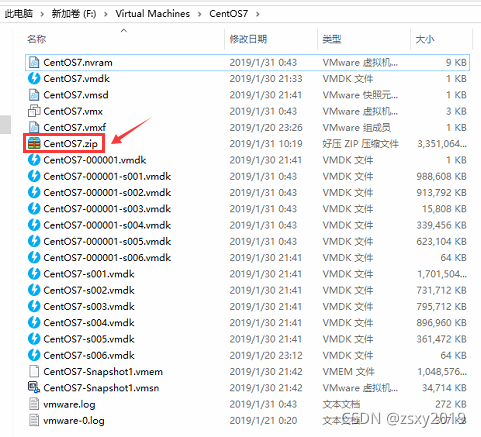 此电脑 › 新加卷 (F:) › Virtual Machines › CentOS7 ›
名称 修改日期 类型 大小
CentOS7.nvram 2019/1/31 0:43 VMware 虚拟机... 9 KB
CentOS7.vmdk 2019/1/30 21:33 VMDK 文件 2 KB
CentOS7.vmsd 2019/1/30 21:42 VMware 快照元... 1 KB
CentOS7.vmx 2019/1/31 0:43 VMware 虚拟机... 3 KB
CentOS7.vmxf 2019/1/20 23:26 VMware 组成员 4 KB
CentOS7.zip 2019/1/31 10:19 好压 ZIP 压缩文件 3,351,064...
CentOS7-000001.vmdk 2019/1/30 21:41 VMDK 文件 1 KB
CentOS7-000001-s001.vmdk 2019/1/31 0:43 VMDK 文件 988,608 KB
CentOS7-000001-s002.vmdk 2019/1/31 0:43 VMDK 文件 913,792 KB
CentOS7-000001-s003.vmdk 2019/1/31 0:43 VMDK 文件 15,808 KB
CentOS7-000001-s004.vmdk 2019/1/31 0:43 VMDK 文件 339,456 KB
CentOS7-000001-s005.vmdk 2019/1/31 0:43 VMDK 文件 623,104 KB
CentOS7-000001-s006.vmdk 2019/1/30 21:41 VMDK 文件 64 KB
CentOS7-s001.vmdk 2019/1/30 21:41 VMDK 文件 1,701,504...
CentOS7-s002.vmdk 2019/1/30 21:41 VMDK 文件 731,712 KB
CentOS7-s003.vmdk 2019/1/30 21:41 VMDK 文件 795,712 KB
CentOS7-s004.vmdk 2019/1/30 21:41 VMDK 文件 896,960 KB
CentOS7-s005.vmdk 2019/1/30 21:41 VMDK 文件 361,472 KB
CentOS7-s006.vmdk 2019/1/20 23:12 VMDK 文件 64 KB
CentOS7-Snapshot1.vmem 2019/1/30 21:42 VMEM 文件 1,048,576...
CentOS7-Snapshot1.vmsn 2019/1/30 21:42 VMware 虚拟机... 34,714 KB
vmware.log 2019/1/31 0:43 文本文档 272 KB
vmware-0.log 2019/1/21 0:20 文本文档 307 KB
CSDN @zsxy2019